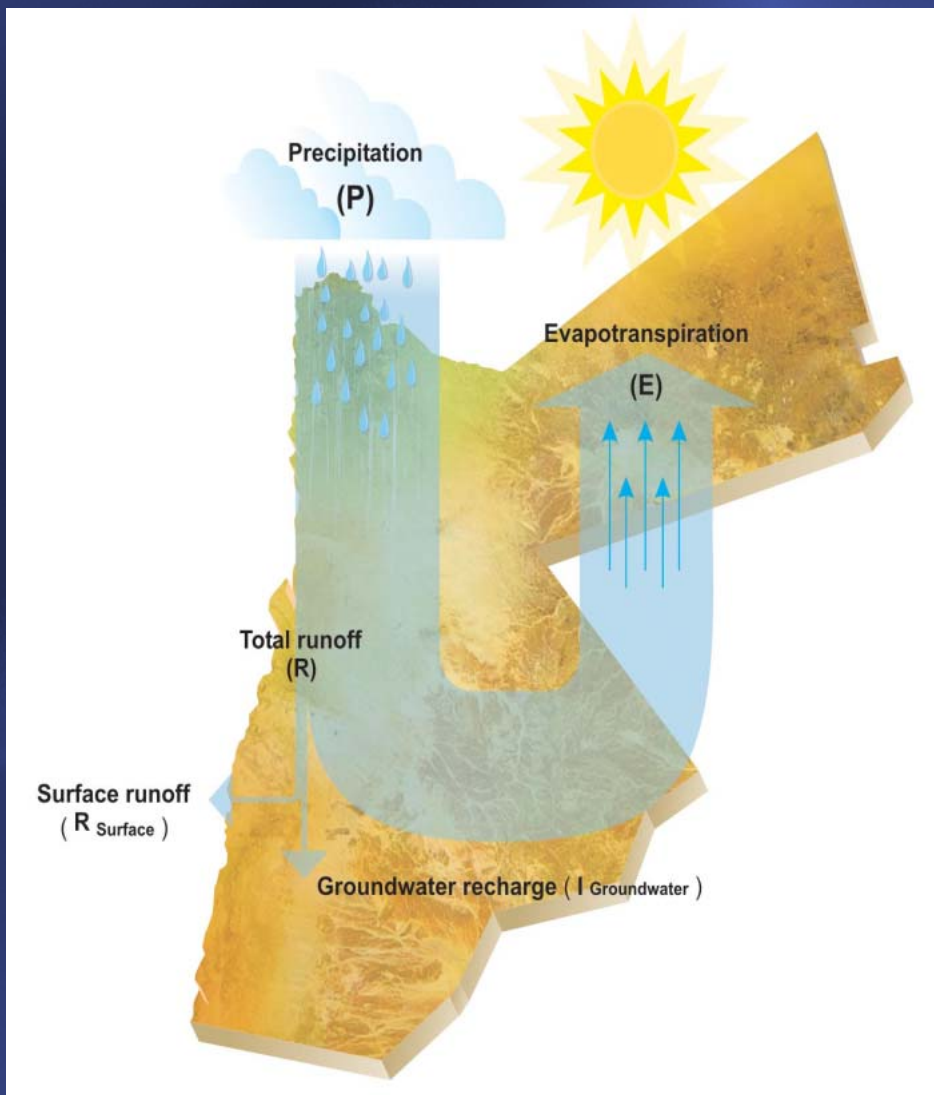 Precipitation
(P)
Evapotranspiration
(E)
Total runoff
(R)
Surface runoff
( R Surface )
Groundwater recharge ( I Groundwater )